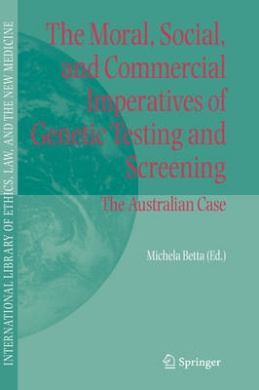 INTERNATIONAL LIBRARY OF ETHICS, LAW, AND THE NEW MEDICINE
The Moral, Social,
and Commercial
Imperatives of
Genetic Testing and
Screening
The Australian Case
Michela Betta (Ed.)
Springer